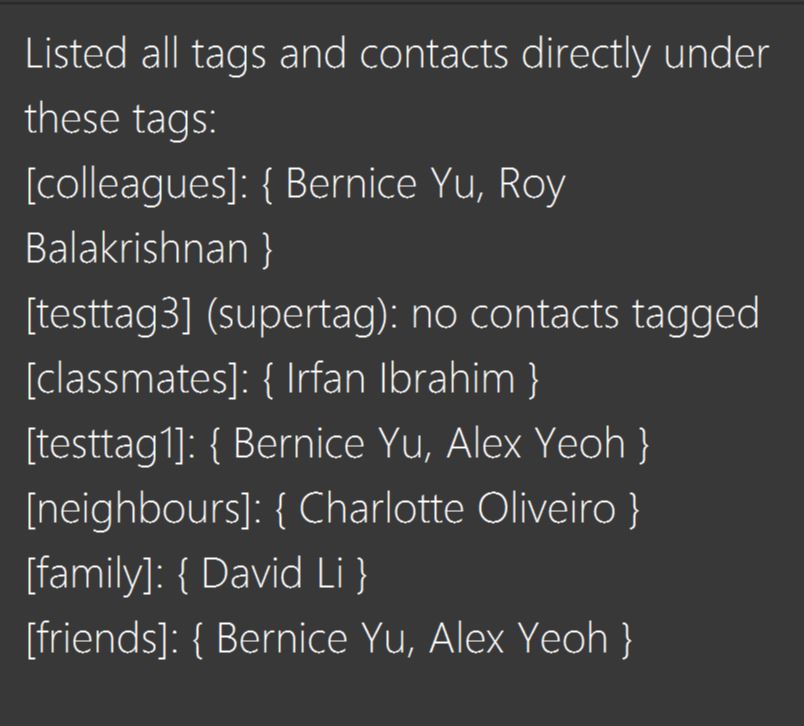 Listed all tags and contacts directly under
these tags:
[colleagues]: { Bernice Yu, Roy
Balakrishnan }
[testtag3] (supertag): no contacts tagged
[classmates]: { Irfan Ibrahim }
[testtag1]: { Bernice Yu, Alex Yeoh }
[neighbours]: { Charlotte Oliveiro }
[family]: { David Li }
[friends]: { Bernice Yu, Alex Yeoh }